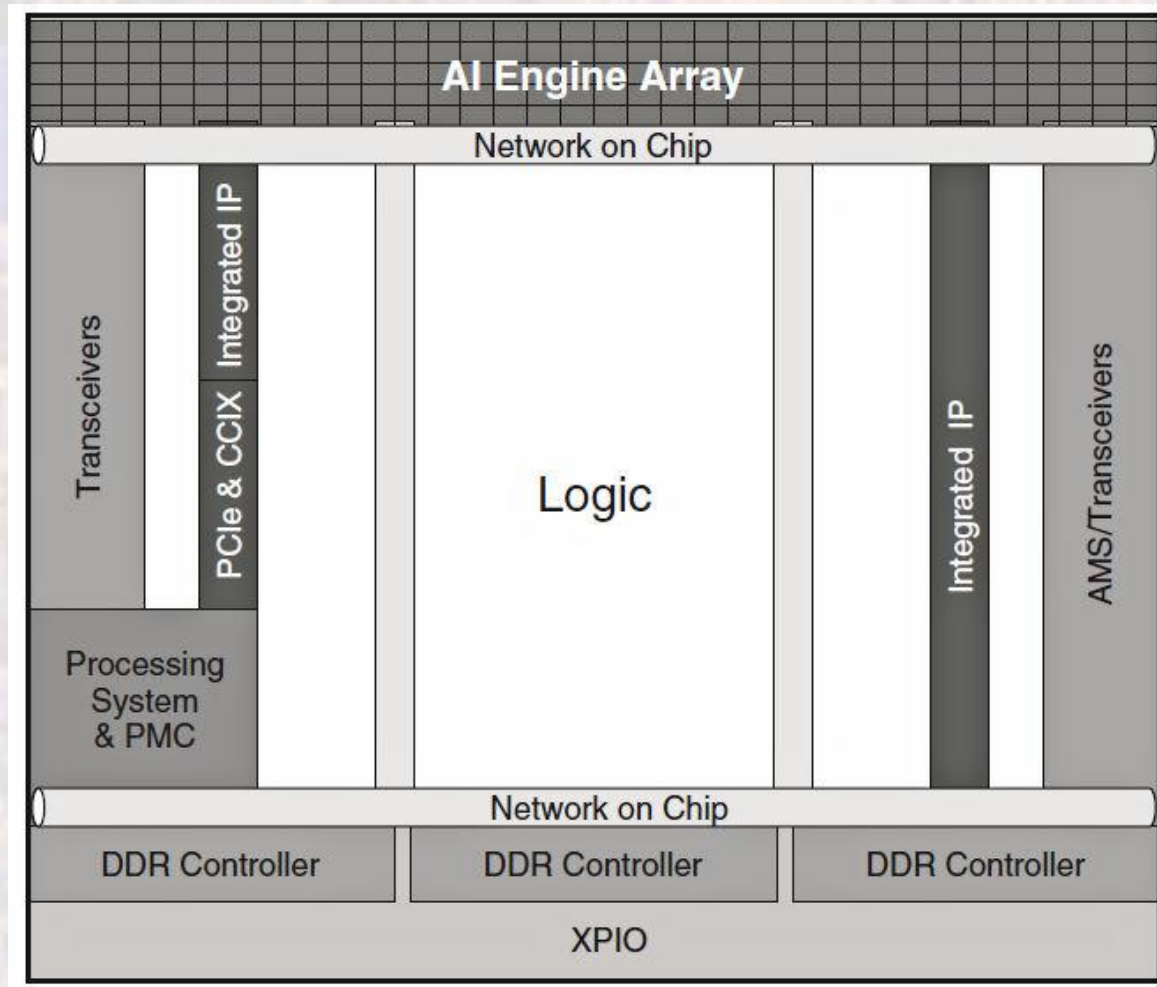 AI Engine Array
Network on Chip
Transceivers
Integrated IP
PCIe & CCIX
Logic
Integrated IP
AMS/Transceivers
Processing
System
& PMC
Network on Chip
DDR Controller
DDR Controller
DDR Controller
XPIO